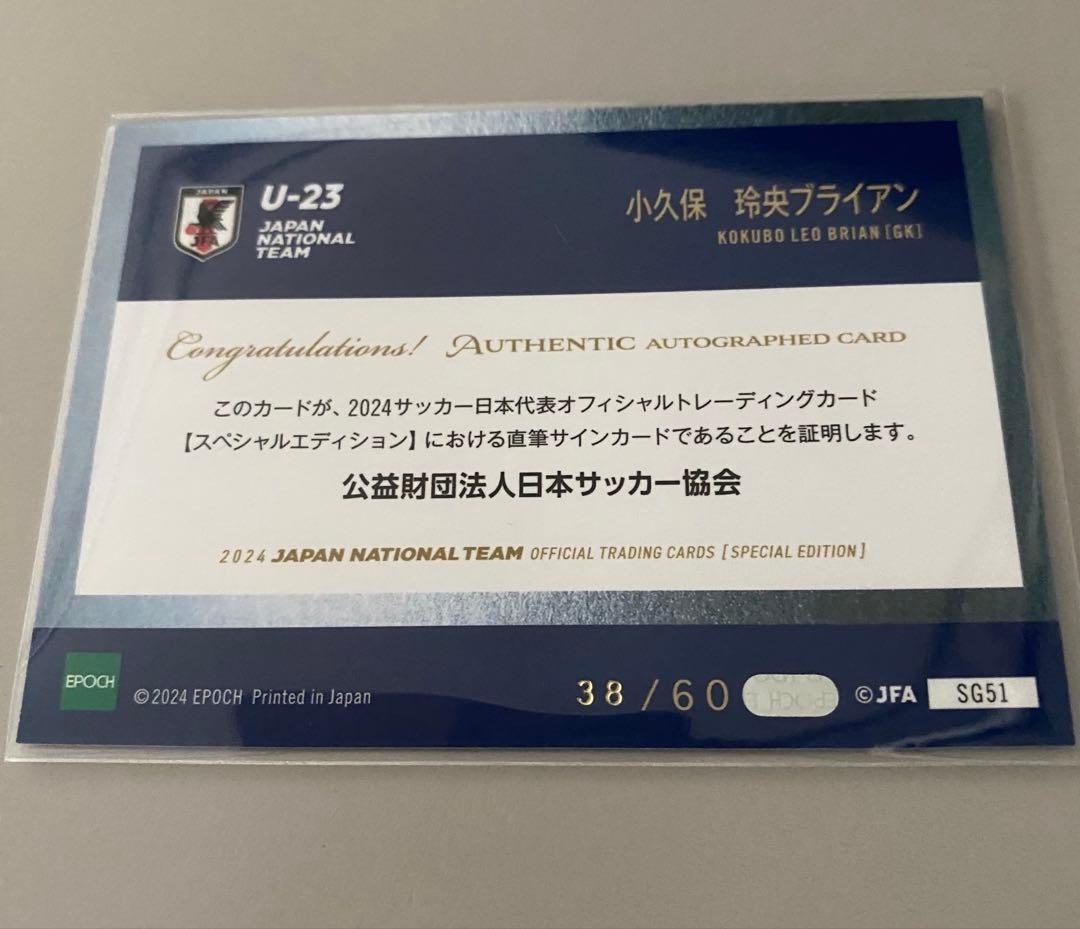 JAPAN
JFA
U-23
JAPAN
NATIONAL
TEAM
小久保 玲央ブライアン
KOKUBO LEO BRIAN [GK]
Congratulations! AUTHENTIC AUTOGRAPHED CARD
このカードが、2024サッカー日本代表オフィシャルトレーディングカード
【スペシャルエディション】における直筆サインカードであることを証明します。
公益財団法人日本サッカー協会
2024 JAPAN NATIONAL TEAM OFFICIAL TRADING CARDS [SPECIAL EDITION]
EPOCH
©2024 EPOCH Printed in Japan
38/60
EPOCH
©JFA
SG51